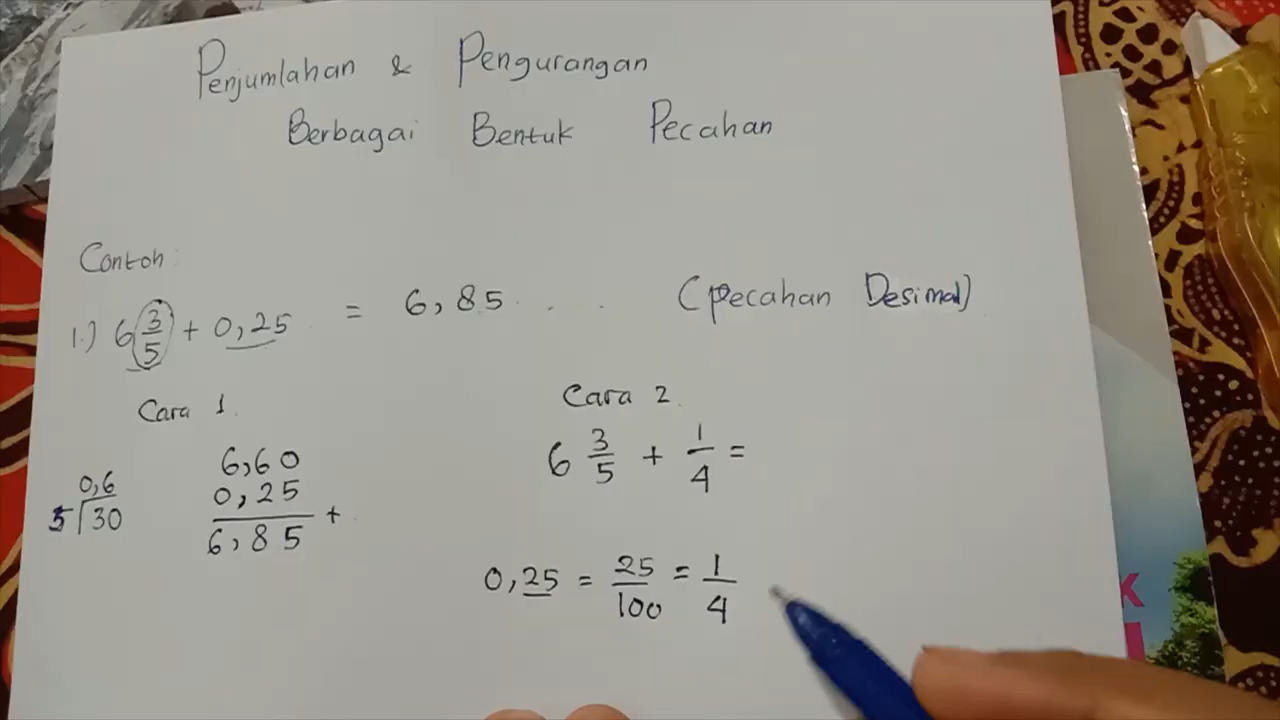 Penjumlahan & Pengurangan
Berbagai Bentuk Pecahan
Contoh:
1.) 6 3/5 + 0,25 = 6,85 . . (pecahan Desimal)
Cara 1.
0,6
5 30
6,60
0,25
+
6,85
Cara 2.
6 3/5 + 1/4 =
0,25 = 25/100 = 1/4